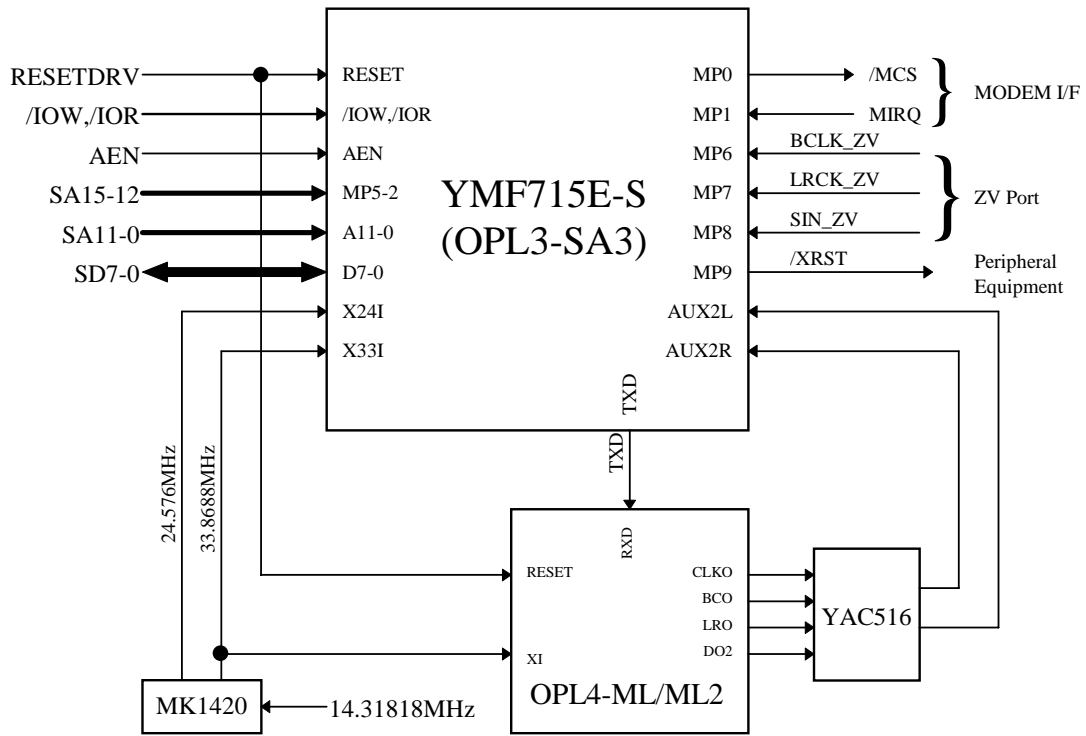 RESETDRV
/IOW,/IOR
AEN
SA15-12
SA11-0
SD7-0
RESET
/IOW,/IOR
AEN
MP5-2
A11-0
D7-0
X24I
X33I
YMF715E-S
(OPL3-SA3)
MP0
MP1
MP6
MP7
MP8
MP9
AUX2L
AUX2R
TXD
/MCS
MIRQ
BCLK_ZV
LRCK_ZV
SIN_ZV
/XRST
MODEM I/F
ZV Port
Peripheral
Equipment
TXD
24.576MHz
33.8688MHz
RXD
RESET
XI
CLKO
BCO
LRO
DO2
OPL4-ML/ML2
YAC516
MK1420
14.31818MHz